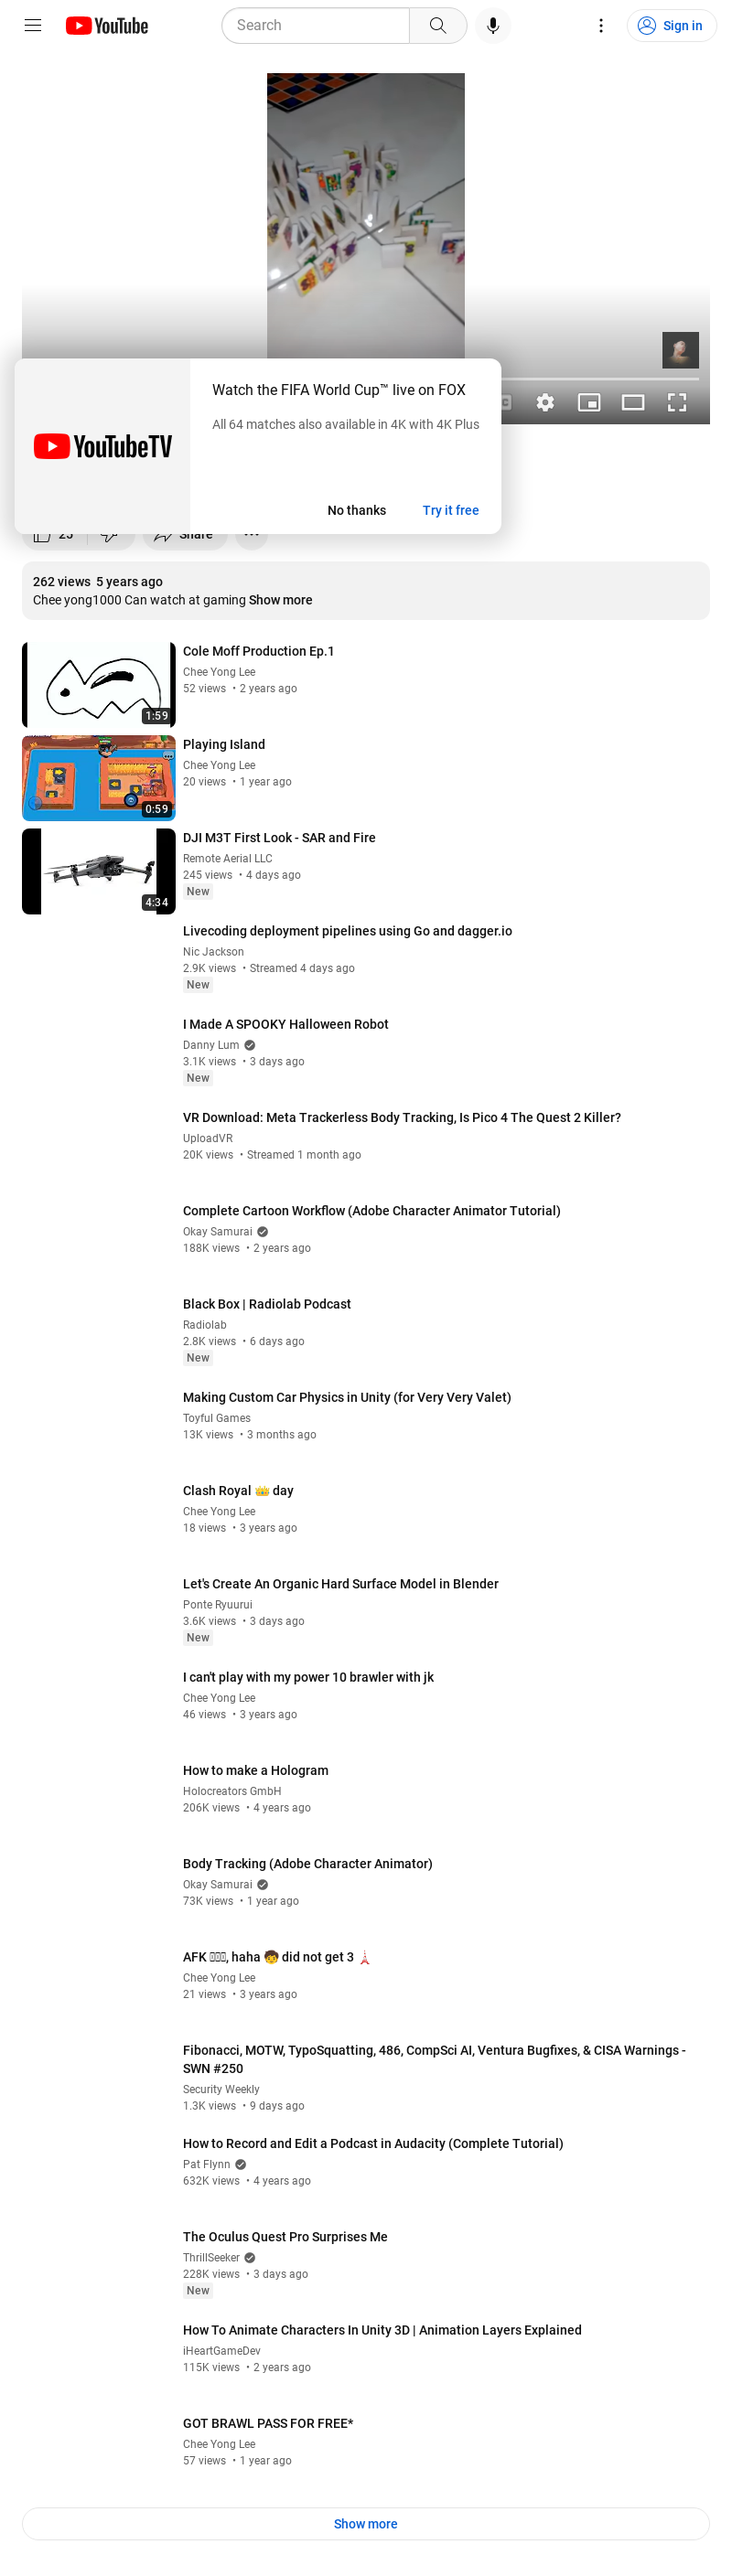 YouTube
Search
Sign in
Watch the FIFA World Cup™ live on FOX
All 64 matches also available in 4K with 4K Plus
YouTubeTV
No thanks
Try it free
25
Share
262 views 5 years ago
Chee yong1000 Can watch at gaming Show more
Cole Moff Production Ep.1
Chee Yong Lee
52 views • 2 years ago
1:59
Playing Island
Chee Yong Lee
20 views • 1 year ago
0:59
DJI M3T First Look - SAR and Fire
Remote Aerial LLC
245 views • 4 days ago
New
4:34
Livecoding deployment pipelines using Go and dagger.io
Nic Jackson
2.9K views • Streamed 4 days ago
New
I Made A SPOOKY Halloween Robot
Danny Lum
3.1K views • 3 days ago
New
VR Download: Meta Trackerless Body Tracking, Is Pico 4 The Quest 2 Killer?
UploadVR
20K views • Streamed 1 month ago
Complete Cartoon Workflow (Adobe Character Animator Tutorial)
Okay Samurai
188K views • 2 years ago
Black Box | Radiolab Podcast
Radiolab
2.8K views • 6 days ago
New
Making Custom Car Physics in Unity (for Very Very Valet)
Toyful Games
13K views • 3 months ago
Clash Royal 👑 day
Chee Yong Lee
18 views • 3 years ago
Let's Create An Organic Hard Surface Model in Blender
Ponte Ryuurui
3.6K views • 3 days ago
New
I can't play with my power 10 brawler with jk
Chee Yong Lee
46 views • 3 years ago
How to make a Hologram
Holocreators GmbH
206K views • 4 years ago
Body Tracking (Adobe Character Animator)
Okay Samurai
73K views • 1 year ago
AFK , haha 🧒 did not get 3 🗼
Chee Yong Lee
21 views • 3 years ago
Fibonacci, MOTW, TypoSquatting, 486, CompSci AI, Ventura Bugfixes, & CISA Warnings -
SWN #250
Security Weekly
1.3K views • 9 days ago
How to Record and Edit a Podcast in Audacity (Complete Tutorial)
Pat Flynn
632K views • 4 years ago
The Oculus Quest Pro Surprises Me
ThrillSeeker
228K views • 3 days ago
New
How To Animate Characters In Unity 3D | Animation Layers Explained
iHeartGameDev
115K views • 2 years ago
GOT BRAWL PASS FOR FREE*
Chee Yong Lee
57 views • 1 year ago
Show more